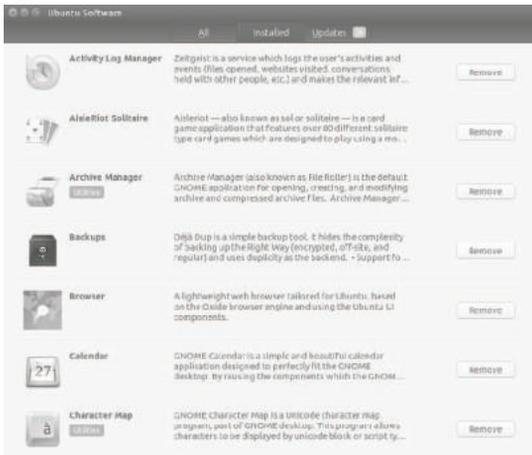 Ubuntu Software
All Installed Updates
Activity Log Manager
Zeitgeist is a service which logs the user's activities and
events (files opened, websites visited, conversations
held with other people, etc.) and makes the relevant inf...
Remove
AisleRiot Solitaire
Aisleriot — also known as sol or solitaire — is a card
game application that features over 80 different solitaire
type card games which are designed to play using a mo...
Remove
Archive Manager
Utilities
Archive Manager (also known as File Roller) is the default
GNOME application for opening, creating, and modifying
archive and compressed archive files. Archive Manager ...
Remove
Backups
Déjà Dup is a simple backup tool. It hides the complexity
of backing up the Right Way (encrypted, off-site, and
regular) and uses duplicity as the backend. • Support fo...
Remove
Browser
A lightweight web browser tailored for Ubuntu, based
on the Oxide browser engine and using the Ubuntu UI
components.
Remove
27
Calendar
GNOME Calendar is a simple and beautiful calendar
application designed to perfectly fit the GNOME
desktop. By reusing the components which the GNOM...
Remove
à
Character Map
Utilities
GNOME Character Map is a Unicode character map
program, part of GNOME desktop. This program allows
characters to be displayed by unicode block or script ty...
Remove